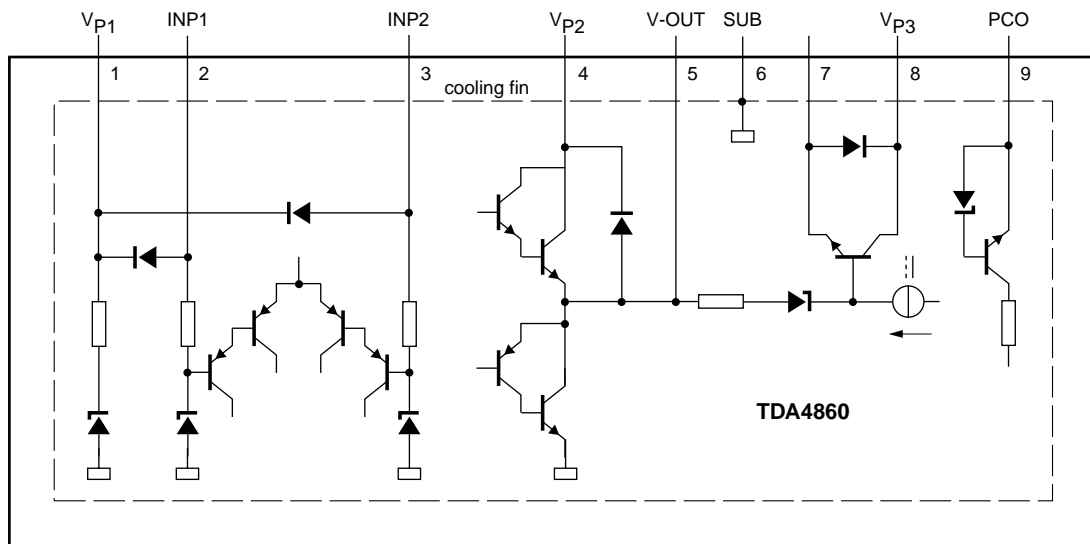 VP1 INP1 INP2 VP2 V-OUT SUB VP3 PCO
1 2 3 4 5 6 7 8 9
cooling fin
TDA4860